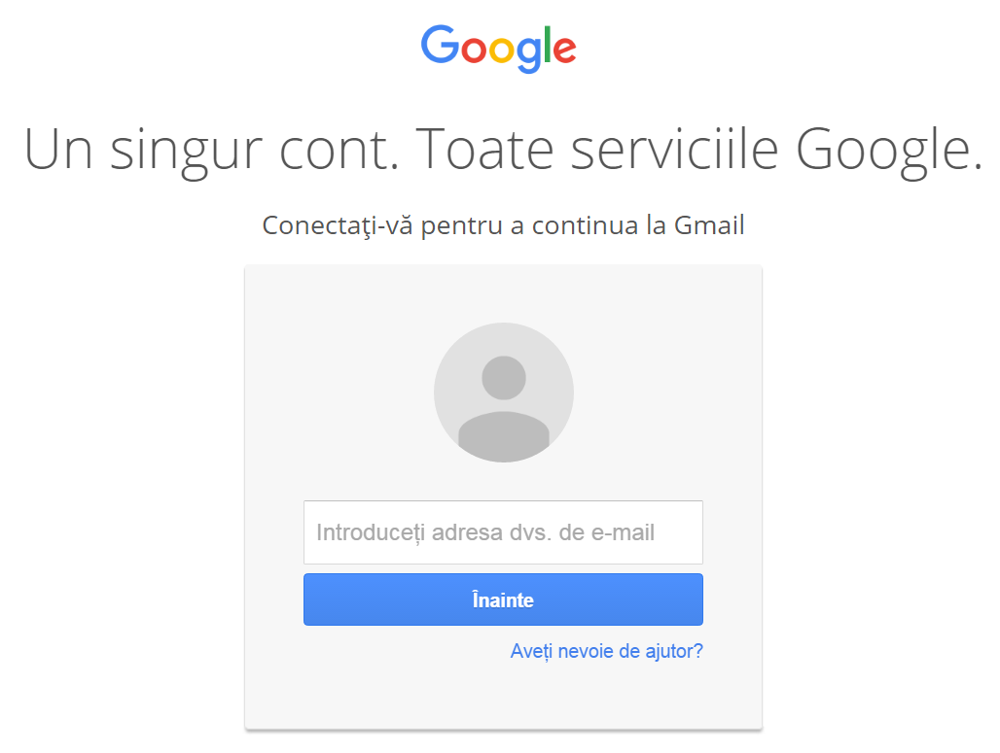 Google
Un singur cont. Toate serviciile Google.
Conectaţi-vă pentru a continua la Gmail
Introduceți adresa dvs. de e-mail
Înainte
Aveți nevoie de ajutor?